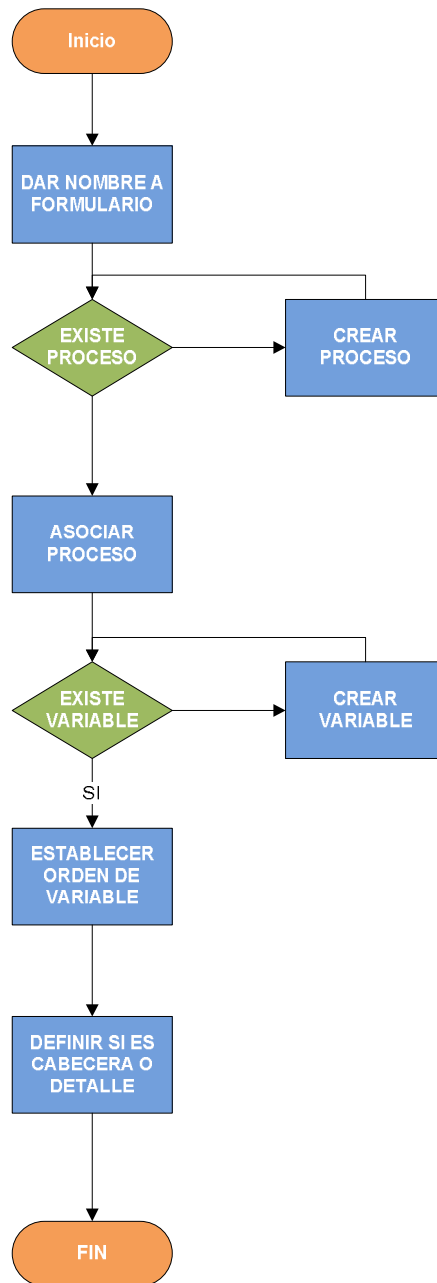 Inicio
DAR NOMBRE A
FORMULARIO
EXISTE
PROCESO
CREAR
PROCESO
ASOCIAR
PROCESO
EXISTE
VARIABLE
CREAR
VARIABLE
SI
ESTABLECER
ORDEN DE
VARIABLE
DEFINIR SI ES
CABECERA O
DETALLE
FIN